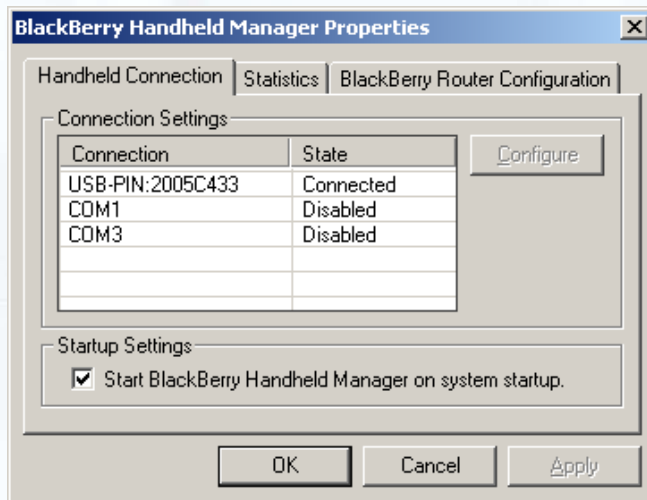 BlackBerry Handheld Manager Properties
Handheld Connection Statistics BlackBerry Router Configuration
Connection Settings
Connection State Configure
USB-PIN:2005C433 Connected
COM1 Disabled
COM3 Disabled
Startup Settings
Start BlackBerry Handheld Manager on system startup.
OK Cancel Apply